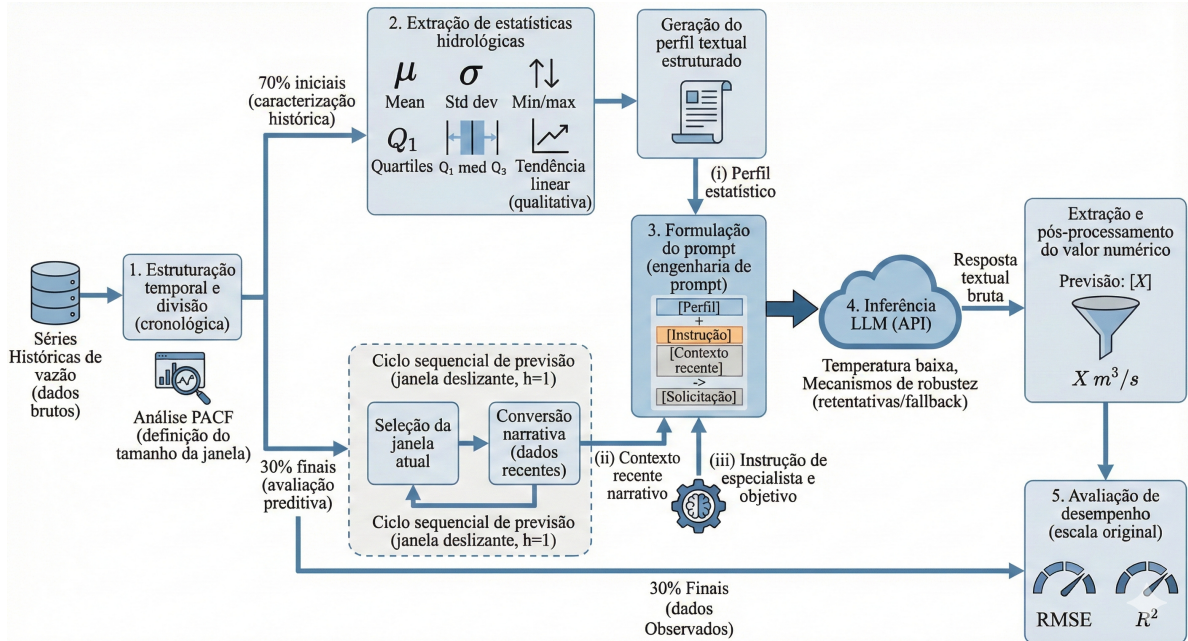 Séries
Históricas de
vazão
(dados
brutos)
1. Estruturação
temporal e
divisão
(cronológica)
Análise PACF
(definição do
tamanho da janela)
70% iniciais
(caracterização
histórica)
2. Extração de estatísticas
hidrológicas
μ σ ↑↓
Mean Std dev Min/max
Q₁
Quartiles Q₁ med Q₃ Tendência
linear
(qualitativa)
Geração do
perfil textual
estruturado
(i) Perfil
estatístico
30% finais
(avaliação
preditiva)
Ciclo sequencial de previsão
(janela deslizante, h=1)
Seleção da
janela
atual
Conversão
narrativa
(dados
recentes)
Ciclo sequencial de previsão
(janela deslizante, h=1)
(ii) Contexto
recente
narrativo
(iii) Instrução de
especialista e
objetivo
3. Formulação
do prompt
(engenharia de
prompt)
[Perfil]
+
[Instrução]
[Contexto
recente]
->
[Solicitação]
4. Inferência
LLM (API)
Temperatura baixa,
Mecanismos de robustez
(retentativas/fallback)
Resposta
textual
bruta
Extração e
pós-processamento
do valor numérico
Previsão: [X]
X m³/s
5. Avaliação de
desempenho
(escala original)
RMSE R²
30% Finais
(dados
Observados)